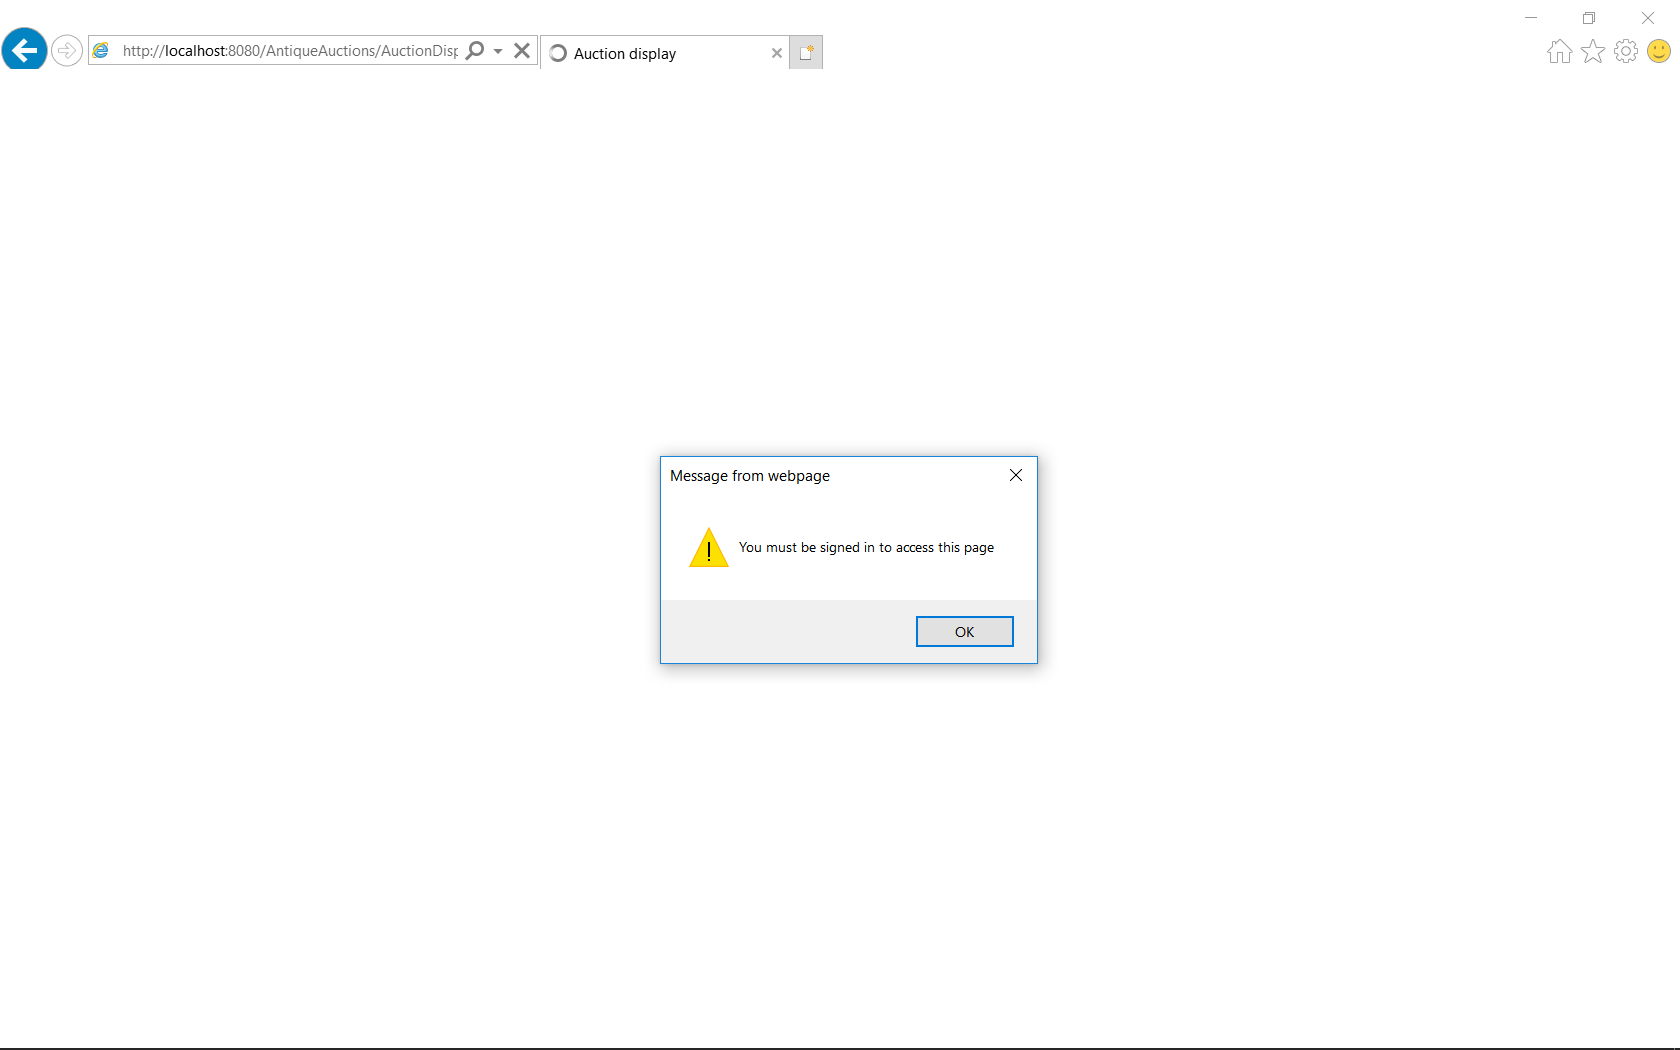 http://localhost:8080/AntiqueAuctions/AuctionDisp
Auction display
Message from webpage
You must be signed in to access this page
OK